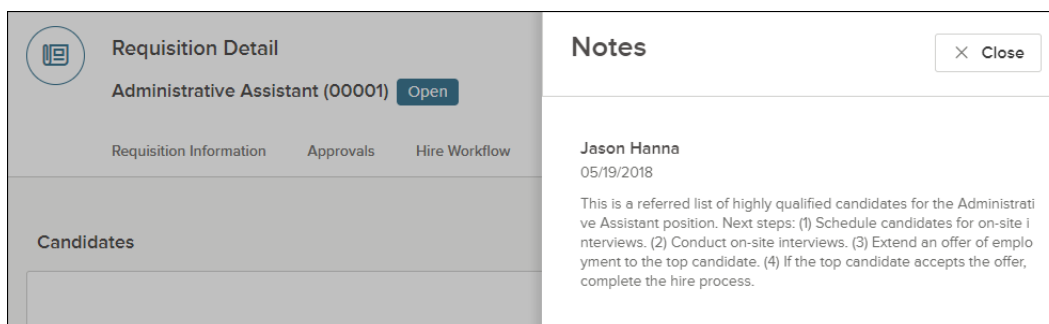 Requisition Detail
Administrative Assistant (00001) Open
Requisition Information Approvals Hire Workflow
Candidates
Notes
Close
Jason Hanna
05/19/2018
This is a referred list of highly qualified candidates for the Administrati
ve Assistant position. Next steps: (1) Schedule candidates for on-site i
nterviews. (2) Conduct on-site interviews. (3) Extend an offer of emplo
yment to the top candidate. (4) If the top candidate accepts the offer,
complete the hire process.